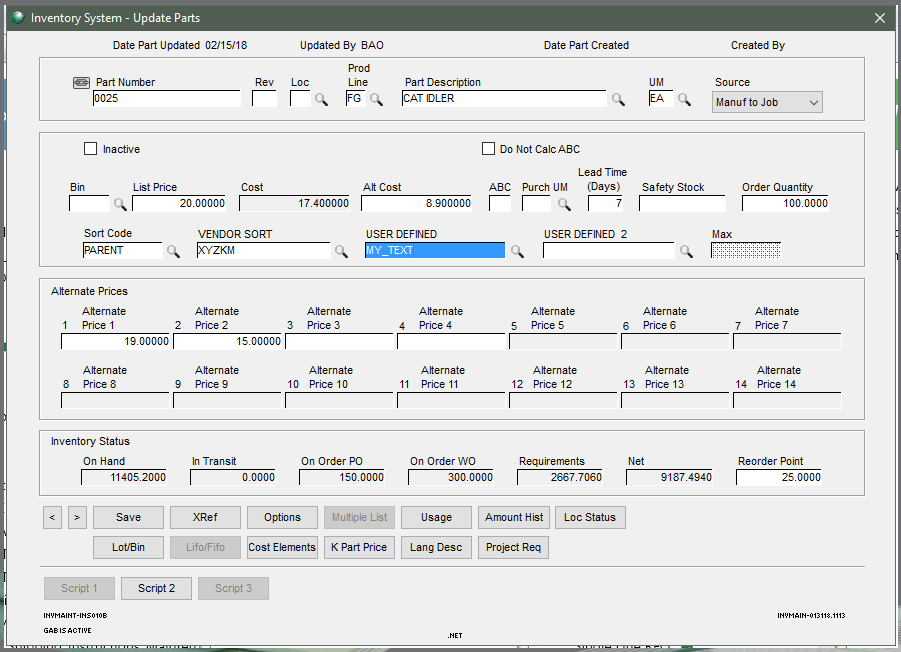 Inventory System - Update Parts
Date Part Updated 02/15/18 Updated By BAO Date Part Created Created By
Part Number Rev Loc Prod Line Part Description UM Source
0025 FG CAT IDLER EA Manuf to Job
Inactive Do Not Calc ABC
Bin List Price Cost Alt Cost ABC Purch UM Lead Time (Days) Safety Stock Order Quantity
20.00000 17.400000 8.900000 7 100.0000
Sort Code VENDOR SORT USER DEFINED USER DEFINED 2 Max
PARENT XYZKM MY_TEXT
Alternate Prices
1 Alternate Price 1 2 Alternate Price 2 3 Alternate Price 3 4 Alternate Price 4 5 Alternate Price 5 6 Alternate Price 6 7 Alternate Price 7
19.00000 15.00000
8 Alternate Price 8 9 Alternate Price 9 10 Alternate Price 10 11 Alternate Price 11 12 Alternate Price 12 13 Alternate Price 13 14 Alternate Price 14
Inventory Status
On Hand In Transit On Order PO On Order WO Requirements Net Reorder Point
11405.2000 0.0000 150.0000 300.0000 2667.7060 9187.4940 25.0000
< > Save XRef Options Multiple List Usage Amount Hist Loc Status
Lot/Bin Lifo/Fifo Cost Elements K Part Price Lang Desc Project Req
Script 1 Script 2 Script 3
INVMAINT-INS010B INVMAIN-013118.1113
GAB IS ACTIVE
.NET